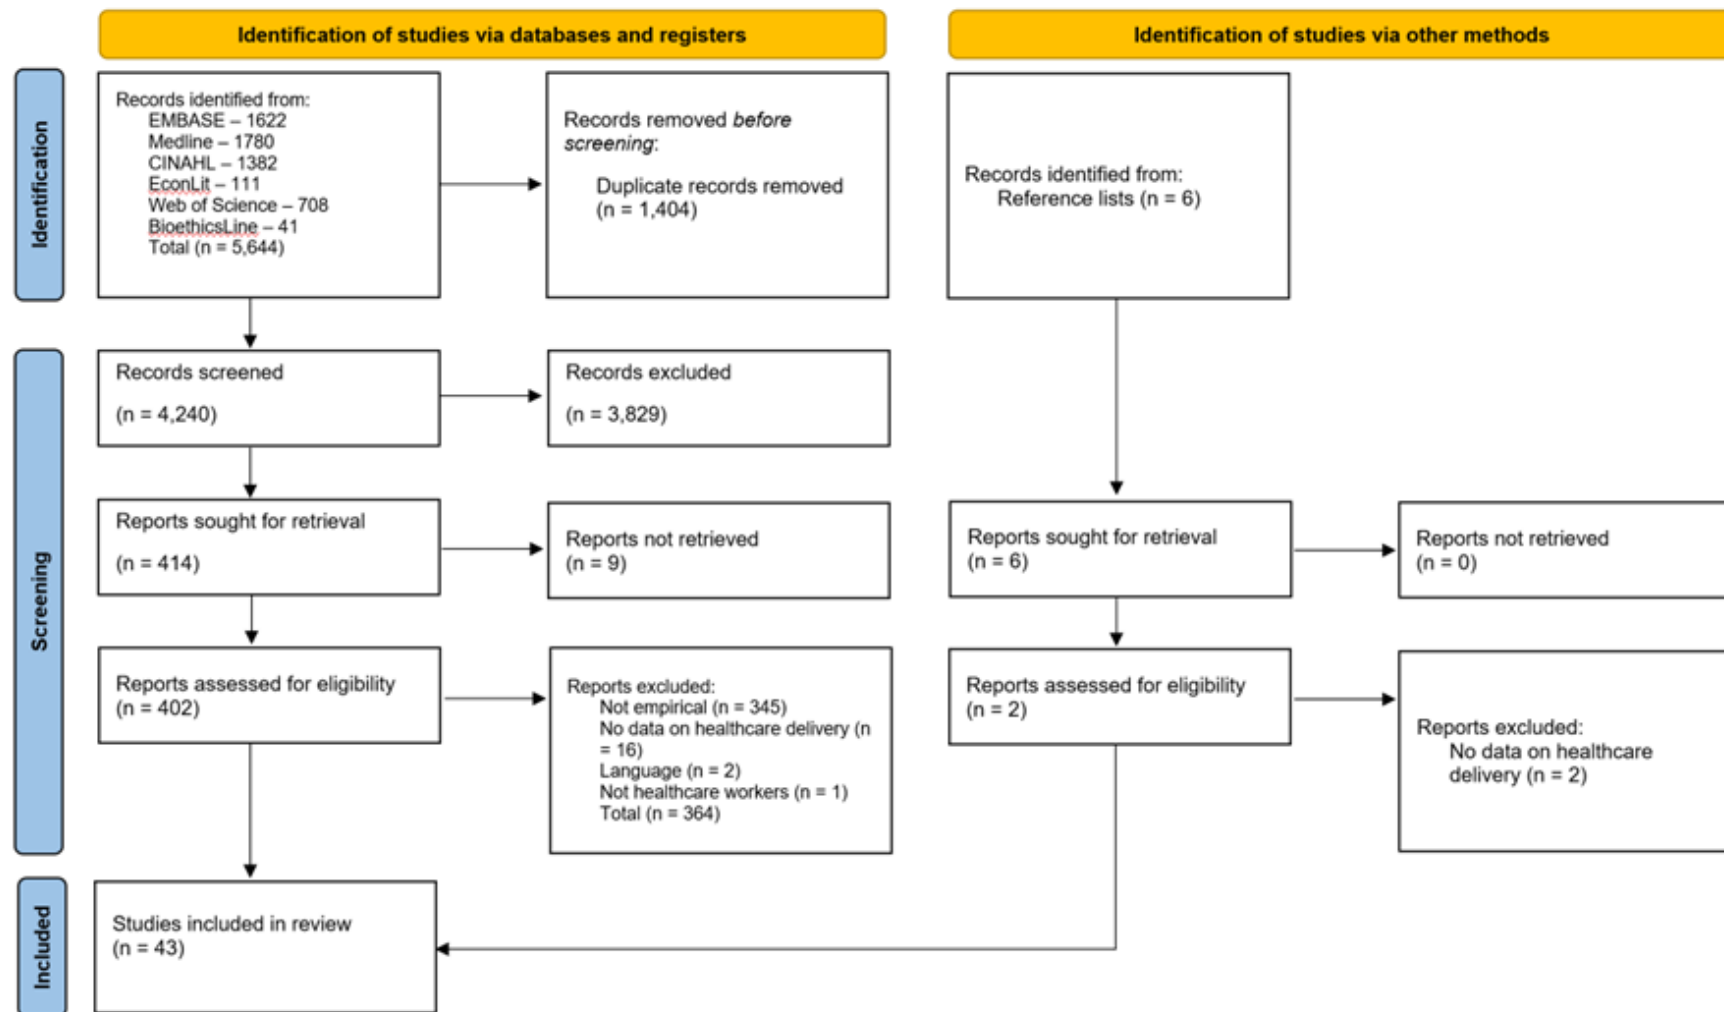 Identification of studies via databases and registers
Identification of studies via other methods
Identification
Records identified from:
EMBASE – 1622
Medline – 1780
CINAHL – 1382
EconLit – 111
Web of Science – 708
BioethicsLine – 41
Total (n = 5,644)
Records removed before
screening:
Duplicate records removed
(n = 1,404)
Records identified from:
Reference lists (n = 6)
Screening
Records screened
(n = 4,240)
Records excluded
(n = 3,829)
Reports sought for retrieval
(n = 414)
Reports not retrieved
(n = 9)
Reports sought for retrieval
(n = 6)
Reports not retrieved
(n = 0)
Reports assessed for eligibility
(n = 402)
Reports excluded:
Not empirical (n = 345)
No data on healthcare delivery (n
= 16)
Language (n = 2)
Not healthcare workers (n = 1)
Total (n = 364)
Reports assessed for eligibility
(n = 2)
Reports excluded:
No data on healthcare
delivery (n = 2)
Included
Studies included in review
(n = 43)